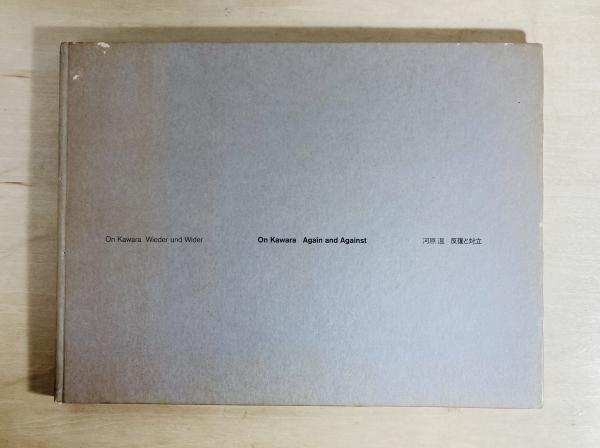 On Kawara Wieder und Wider
On Kawara Again and Against
河原 温 反復と対立